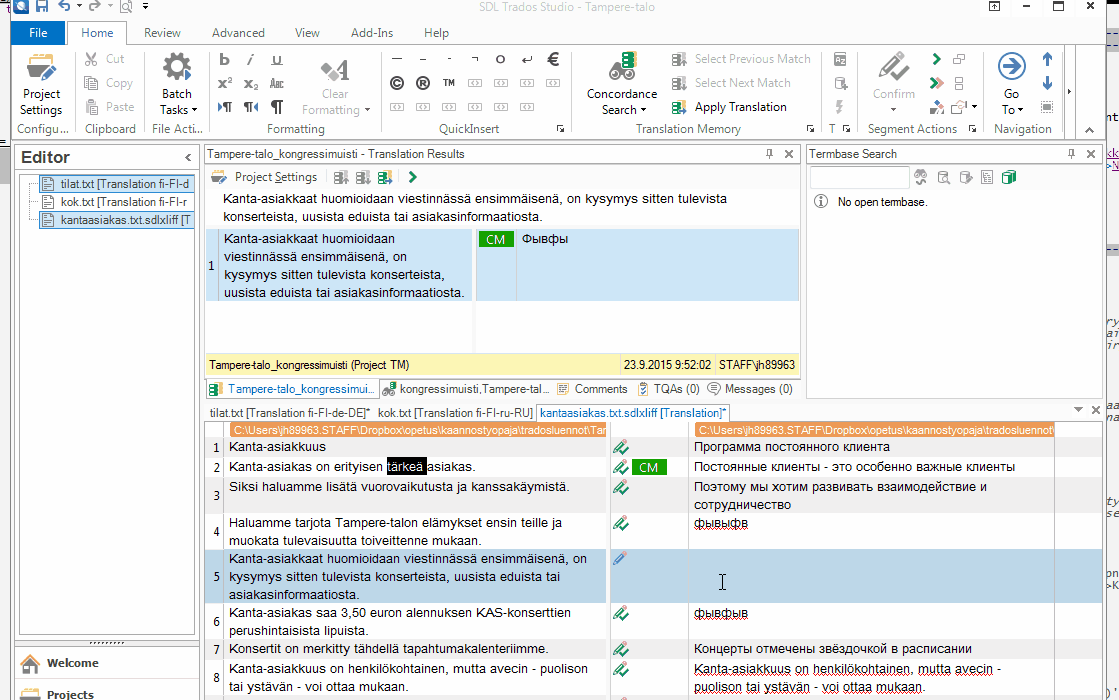 SDL Trados Studio - Tampere-talo
File Home Review Advanced View Add-Ins Help
Project Settings
Cut
Copy
Paste
Batch Tasks
Clear Formatting
Concordance Search
Select Previous Match
Select Next Match
Apply Translation
Confirm
Go To
Configu... Clipboard File Acti... Formatting QuickInsert Translation Memory T Segment Actions Navigation
Editor
tilat.txt [Translation fi-FI-d
kok.txt [Translation fi-FI-r
kantaasiakas.txt.sdlxliff [T
Welcome
Projects
Tampere-talo_kongressimuisti - Translation Results
Project Settings
Kanta-asiakkaat huomioidaan viestinnässä ensimmäisenä, on kysymys sitten tulevista
konserteista, uusista eduista tai asiakasinformaatiosta.
1 Kanta-asiakkaat huomioidaan
viestinnässä ensimmäisenä, on
kysymys sitten tulevista konserteista,
uusista eduista tai asiakasinformaatiosta.
CM Фывфы
Tampere-talo_kongressimuisti (Project TM) 23.9.2015 9:52:02 STAFF\jh89963
Tampere-talo_kongressimui... kongressimuisti,Tampere-tal... Comments TQAs (0) Messages (0)
Termbase Search
No open termbase.
tilat.txt [Translation fi-FI-de-DE]* kok.txt [Translation fi-FI-ru-RU] kantaasiakas.txt.sdlxliff [Translation]*
C:\Users\jh89963.STAFF\Dropbox\opetus\kaannostyopaja\tradosluennot\Tar C:\Users\jh89963.STAFF\Dropbox\opetus\kaannostyopaja\tradosluennot\
1 Kanta-asiakkuus Программа постоянного клиента
2 Kanta-asiakas on erityisen tärkeä asiakas. CM Постоянные клиенты - это особенно важные клиенты
3 Siksi haluamme lisätä vuorovaikutusta ja kanssakäymistä. Поэтому мы хотим развивать взаимодействие и
сотрудничество
4 Haluamme tarjota Tampere-talon elämykset ensin teille ja фывыфв
muokata tulevaisuutta toiveittenne mukaan.
5 Kanta-asiakkaat huomioidaan viestinnässä ensimmäisenä, on
kysymys sitten tulevista konserteista, uusista eduista tai
asiakasinformaatiosta.
6 Kanta-asiakas saa 3,50 euron alennuksen KAS-konserttien фывфыв
perushintaisista lipuista.
7 Konsertit on merkitty tähdellä tapahtumakalenteriimme. Концерты отмечены звёздочкой в расписании
8 Kanta-asiakkuus on henkilökohtainen, mutta avecin - puolison Kanta-asiakkuus on henkilökohtainen, mutta avecin -
tai ystävän - voi ottaa mukaan. puolison tai ystävän - voi ottaa mukaan.